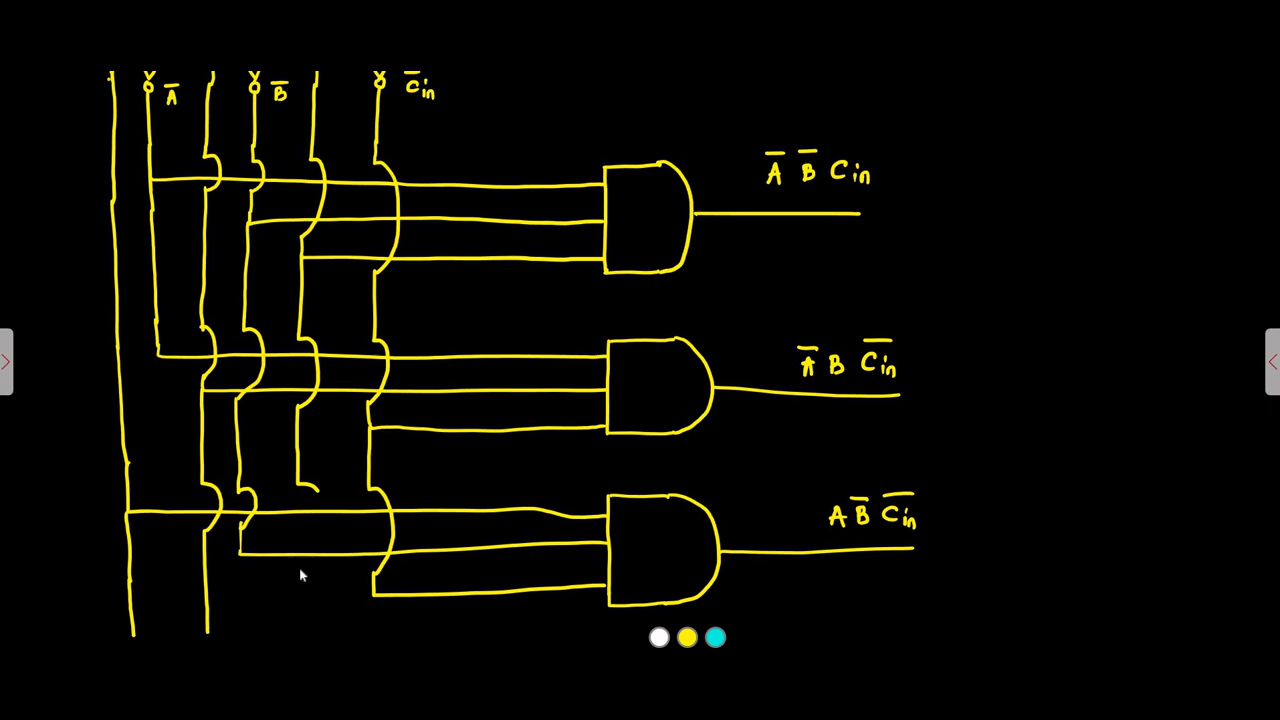 A̅ B̅ C̅in
A̅ B̅ Cin
A̅ B C̅in
A B̅ C̅in